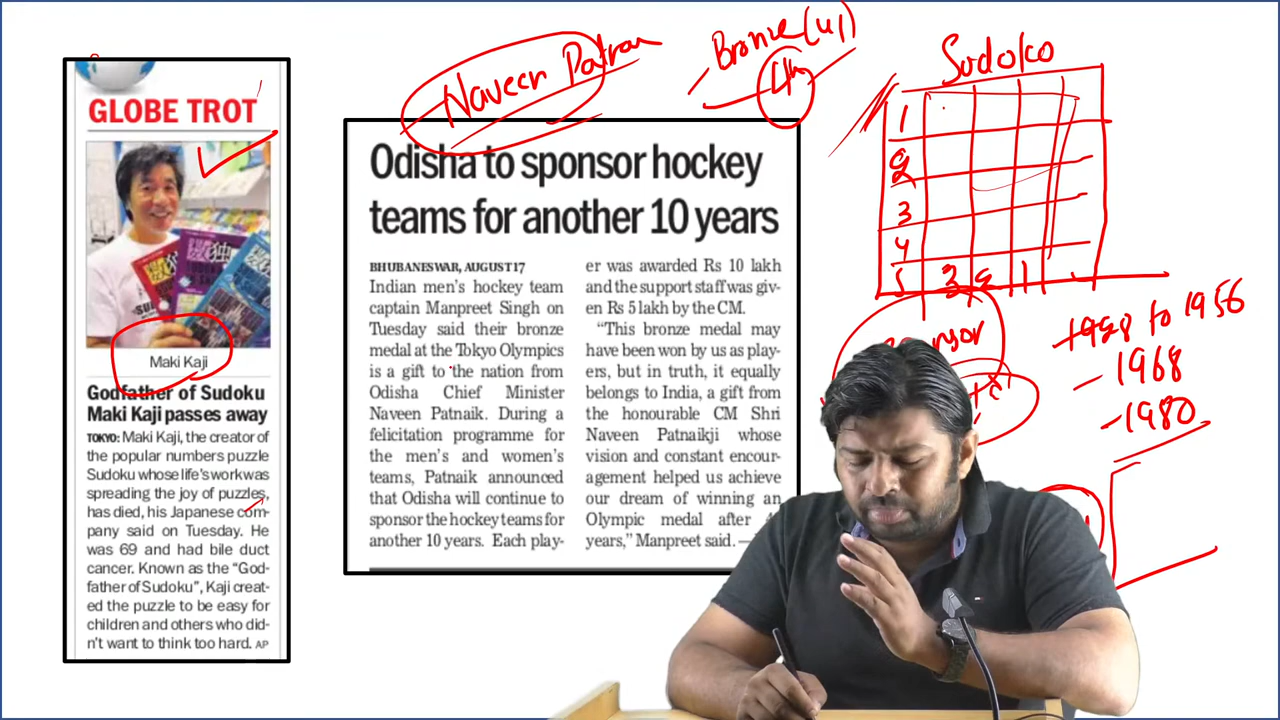 GLOBE TROT
Maki Kaji
Godfather of Sudoku
Maki Kaji passes away
TOKYO: Maki Kaji, the creator of
the popular numbers puzzle
Sudoku whose life's work was
spreading the joy of puzzles,
has died, his Japanese com-
pany said on Tuesday. He
was 69 and had bile duct
cancer. Known as the "God-
father of Sudoku", Kaji creat-
ed the puzzle to be easy for
children and others who did-
n't want to think too hard. AP
Naveen
Bronze (41)
4th
Odisha to sponsor hockey
teams for another 10 years
BHUBANESWAR, AUGUST 17
Indian men's hockey team
captain Manpreet Singh on
Tuesday said their bronze
medal at the Tokyo Olympics
is a gift to the nation from
Odisha Chief Minister
Naveen Patnaik. During a
felicitation programme for
the men's and women's
teams, Patnaik announced
that Odisha will continue to
sponsor the hockey teams for
another 10 years. Each play-
er was awarded Rs 10 lakh
and the support staff was giv-
en Rs 5 lakh by the CM.
"This bronze medal may
have been won by us as play-
ers, but in truth, it equally
belongs to India, a gift from
the honourable CM Shri
Naveen Patnaikji whose
vision and constant encour-
agement helped us achieve
our dream of winning an
Olympic medal after
years," Manpreet said.
Sudoko
1
2
3
4
5 3 2 1
1928 to 1956
- 1968
- 1980